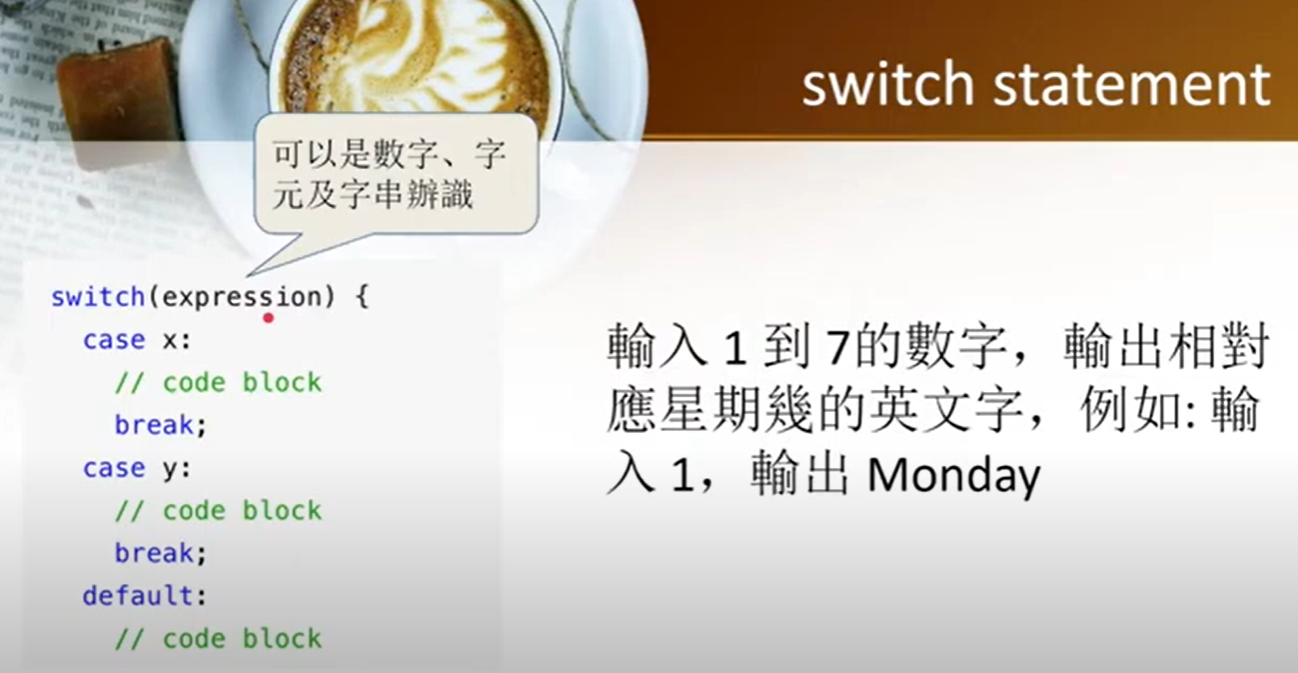 switch statement
可以是數字、字
元及字串辦識
switch(expression) {
case x:
// code block
break;
case y:
// code block
break;
default:
// code block
輸入 1 到 7的數字，輸出相對
應星期幾的英文字，例如: 輸
入 1，輸出 Monday